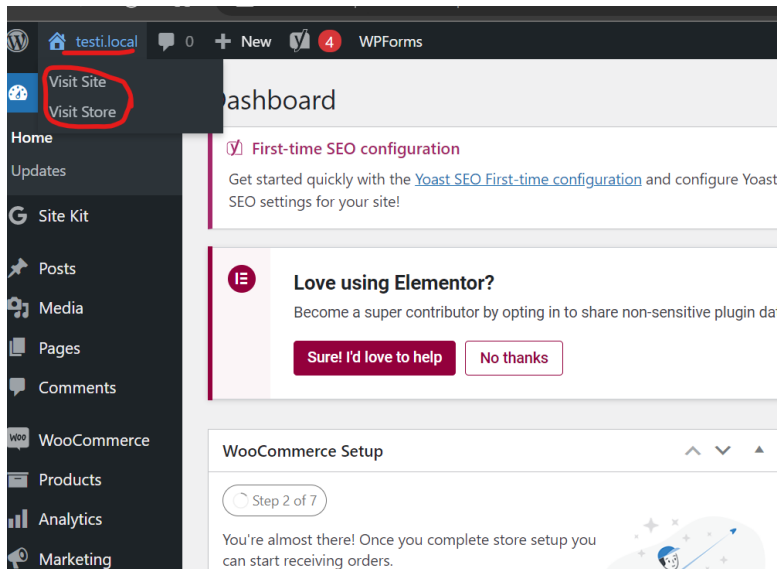 testi.local 0 + New 4 WPForms
Visit Site
Visit Store
Dashboard
Home
Updates
First-time SEO configuration
Get started quickly with the Yoast SEO First-time configuration and configure Yoast
SEO settings for your site!
Site Kit
Posts
Media
Pages
Comments
Love using Elementor?
Become a super contributor by opting in to share non-sensitive plugin da
Sure! I'd love to help
No thanks
WooCommerce
Products
Analytics
Marketing
WooCommerce Setup
Step 2 of 7
You're almost there! Once you complete store setup you
can start receiving orders.